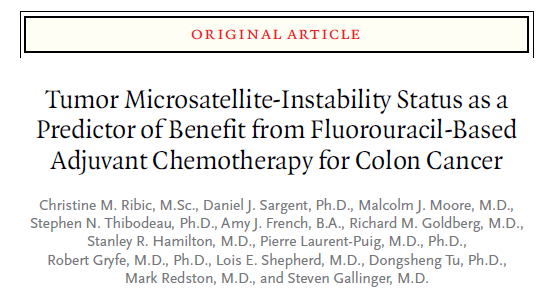 ORIGINAL ARTICLE
Tumor Microsatellite-Instability Status as a
Predictor of Benefit from Fluorouracil-Based
Adjuvant Chemotherapy for Colon Cancer
Christine M. Ribic, M.Sc., Daniel J. Sargent, Ph.D., Malcolm J. Moore, M.D.,
Stephen N. Thibodeau, Ph.D., Amy J. French, B.A., Richard M. Goldberg, M.D.,
Stanley R. Hamilton, M.D., Pierre Laurent-Puig, M.D., Ph.D.,
Robert Gryfe, M.D., Ph.D., Lois E. Shepherd, M.D., Dongsheng Tu, Ph.D.,
Mark Redston, M.D., and Steven Gallinger, M.D.